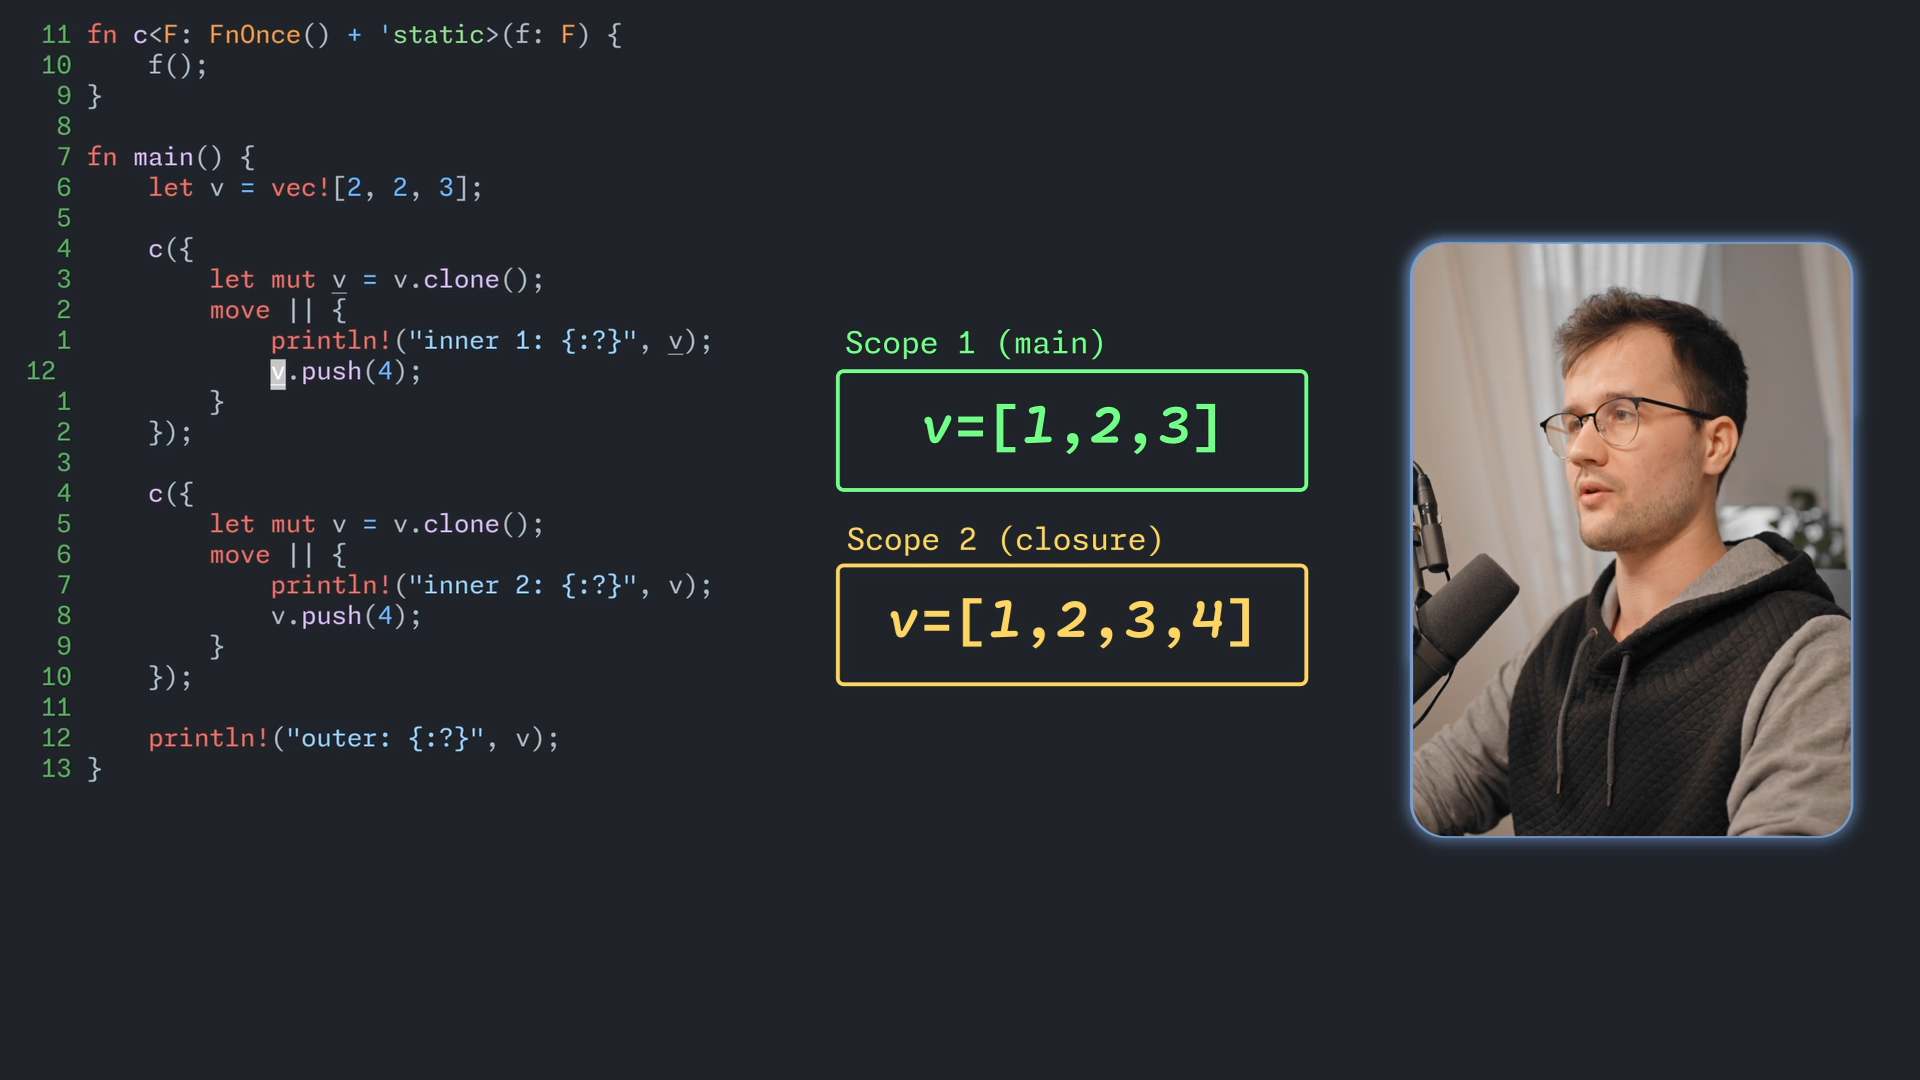 11 fn c<F: FnOnce() + 'static>(f: F) {
10     f();
9 }
8
7 fn main() {
6     let v = vec![2, 2, 3];
5
4     c({
3         let mut v = v.clone();
2         move || {
1             println!("inner 1: {:?}", v);
12             v.push(4);
1         }
2     });
3
4     c({
5         let mut v = v.clone();
6         move || {
7             println!("inner 2: {:?}", v);
8             v.push(4);
9         }
10     });
11
12     println!("outer: {:?}", v);
13 }
Scope 1 (main)
v=[1,2,3]
Scope 2 (closure)
v=[1,2,3,4]